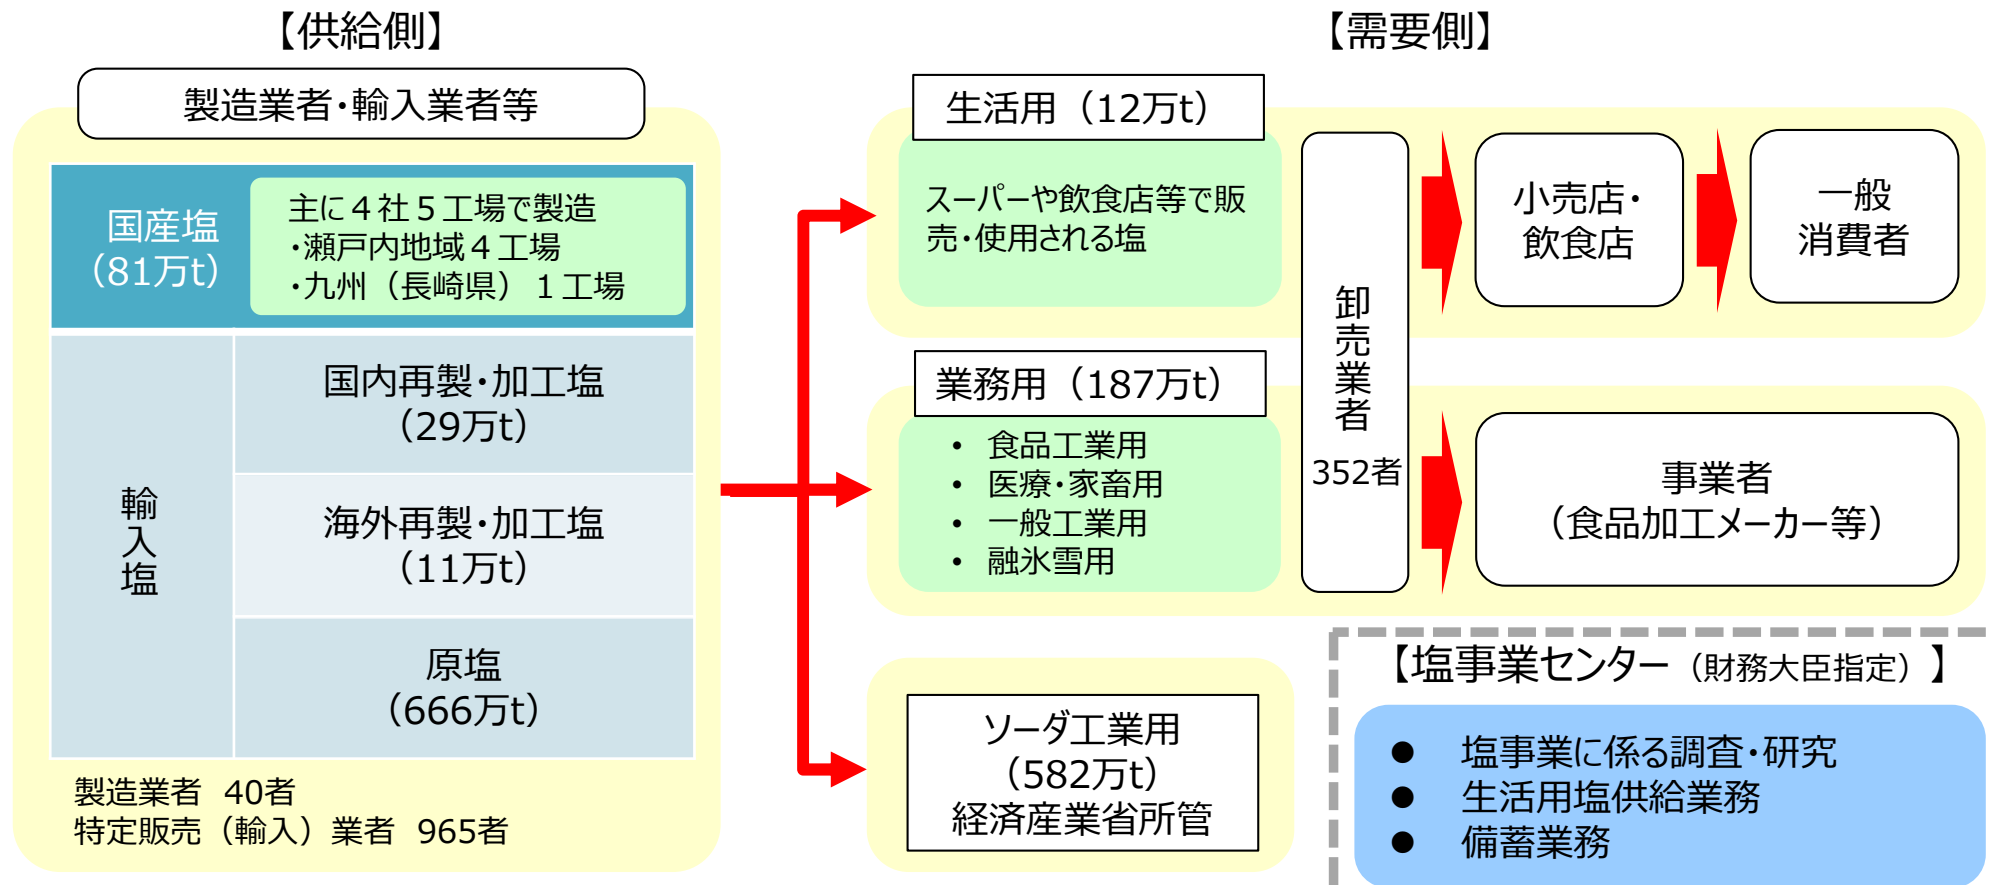 【供給側】
製造業者・輸入業者等
国産塩
（81万t）
主に４社５工場で製造
・瀬戸内地域４工場
・九州（長崎県）１工場
輸入塩
国内再製・加工塩
（29万t）
海外再製・加工塩
（11万t）
原塩
（666万t）
製造業者 40者
特定販売（輸入）業者 965者
【需要側】
生活用（12万t）
スーパーや飲食店等で販
売・使用される塩
業務用（187万t）
• 食品工業用
• 医療・家畜用
• 一般工業用
• 融氷雪用
卸売業者
352者
小売店・
飲食店
一般
消費者
事業者
（食品加工メーカー等）
ソーダ工業用
（582万t）
経済産業省所管
【塩事業センター（財務大臣指定）】
● 塩事業に係る調査・研究
● 生活用塩供給業務
● 備蓄業務